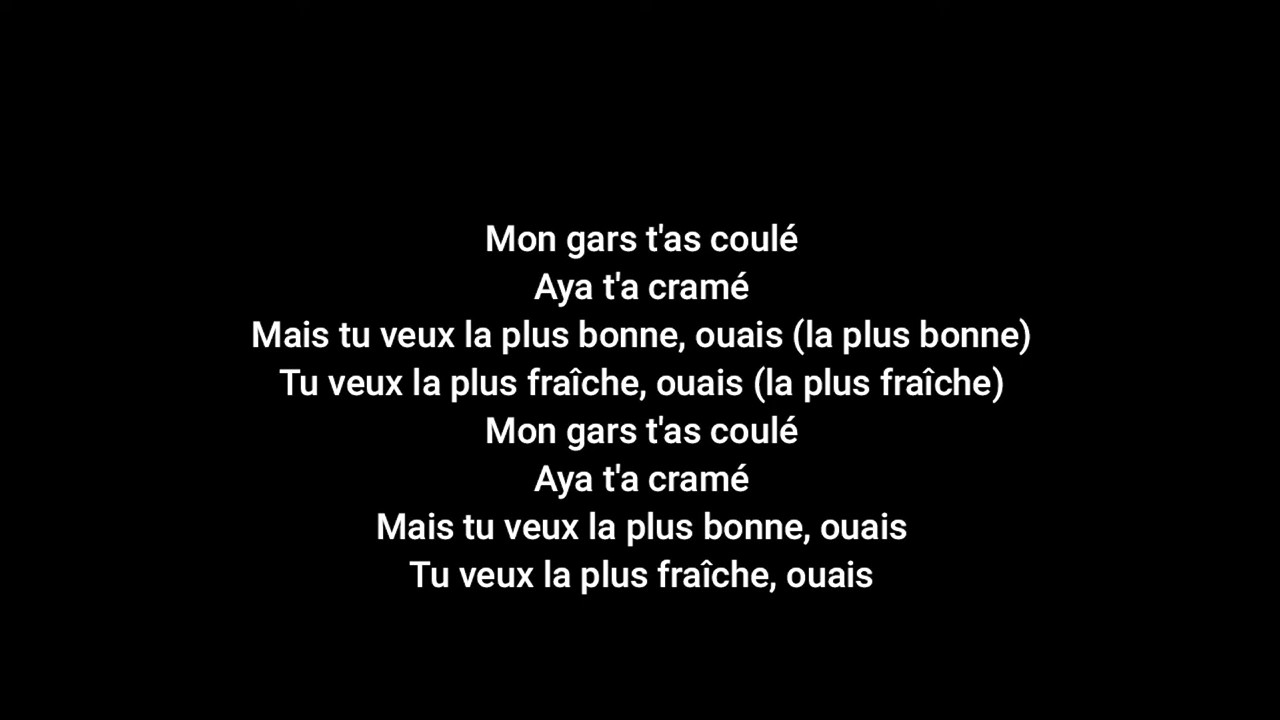 Mon gars t'as coulé
Aya t'a cramé
Mais tu veux la plus bonne, ouais (la plus bonne)
Tu veux la plus fraîche, ouais (la plus fraîche)
Mon gars t'as coulé
Aya t'a cramé
Mais tu veux la plus bonne, ouais
Tu veux la plus fraîche, ouais